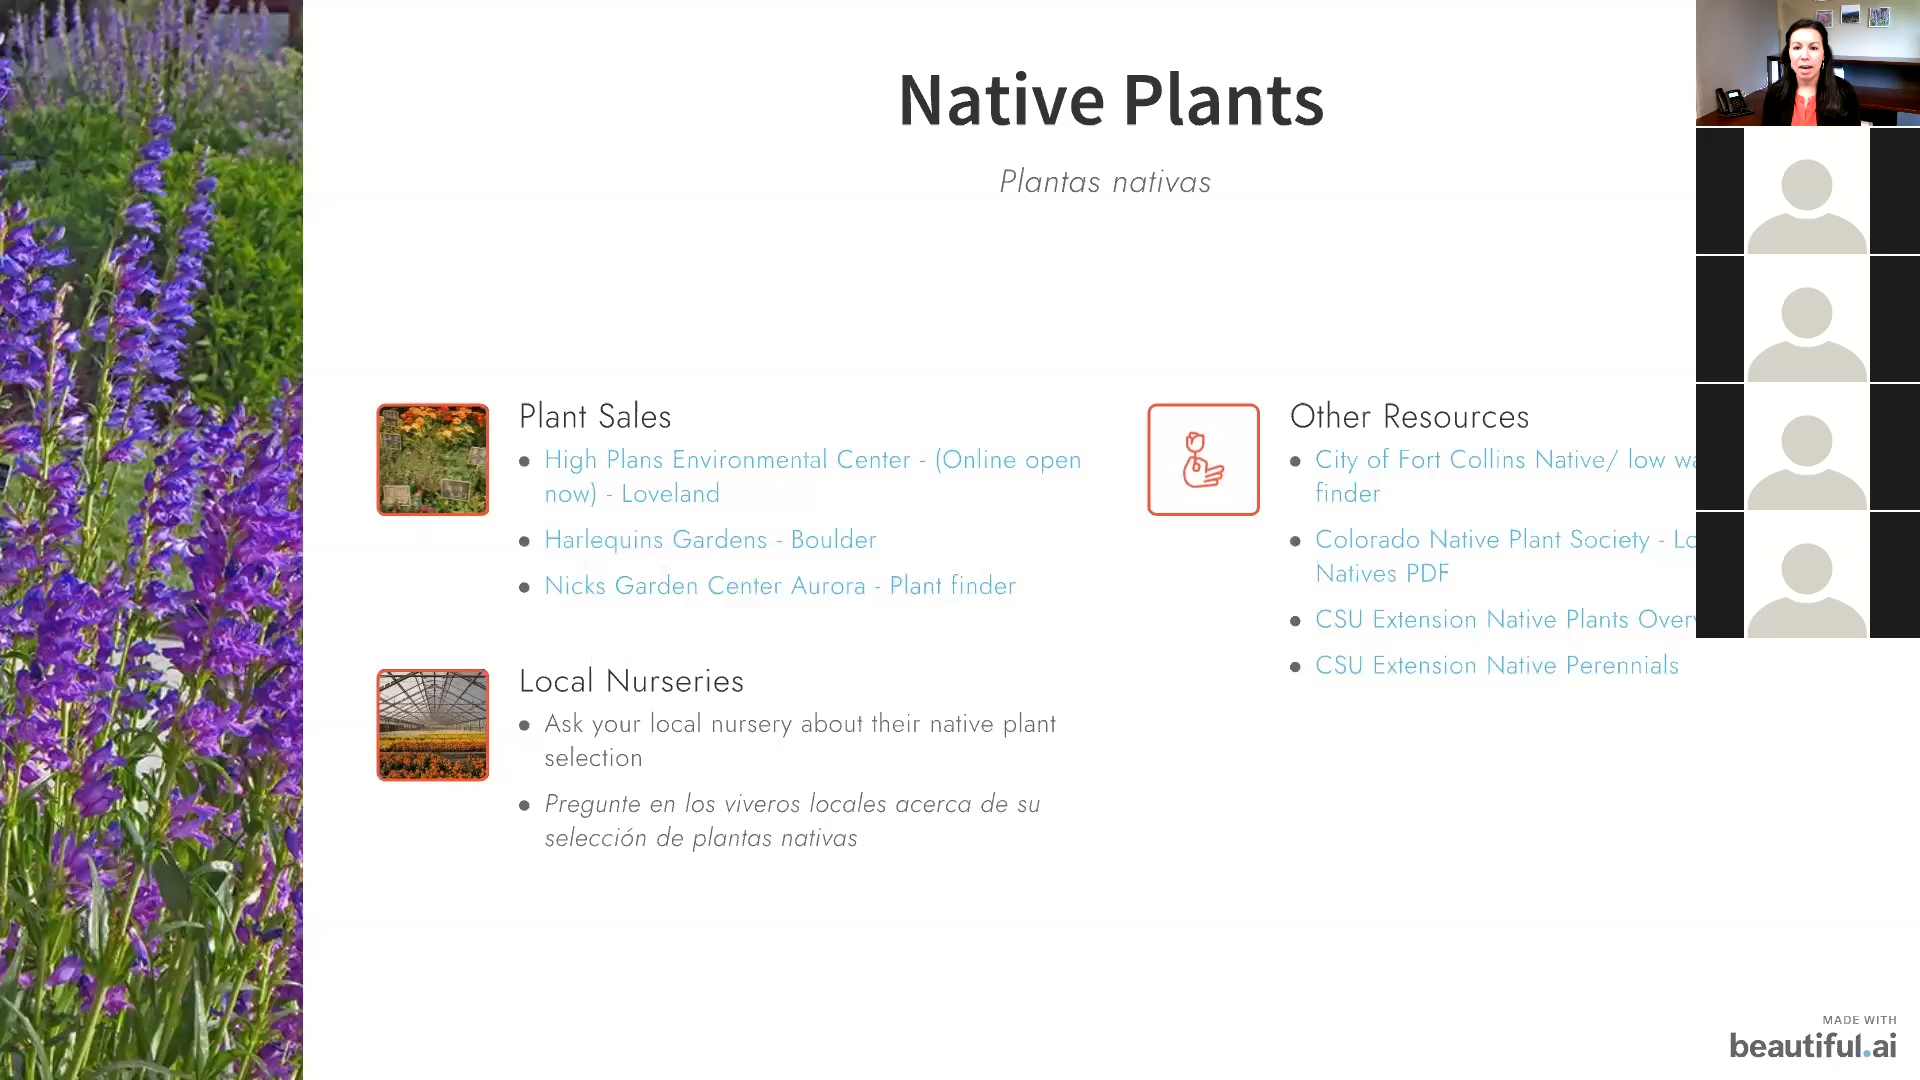 Native Plants
Plantas nativas
Plant Sales
High Plans Environmental Center - (Online open
now) - Loveland
Harlequins Gardens - Boulder
Nicks Garden Center Aurora - Plant finder
Local Nurseries
Ask your local nursery about their native plant
selection
Pregunte en los viveros locales acerca de su
selección de plantas nativas
Other Resources
City of Fort Collins Native/ low
finder
Colorado Native Plant Society -
Natives PDF
CSU Extension Native Plants
CSU Extension Native Perennials
MADE WITH
beautiful.ai